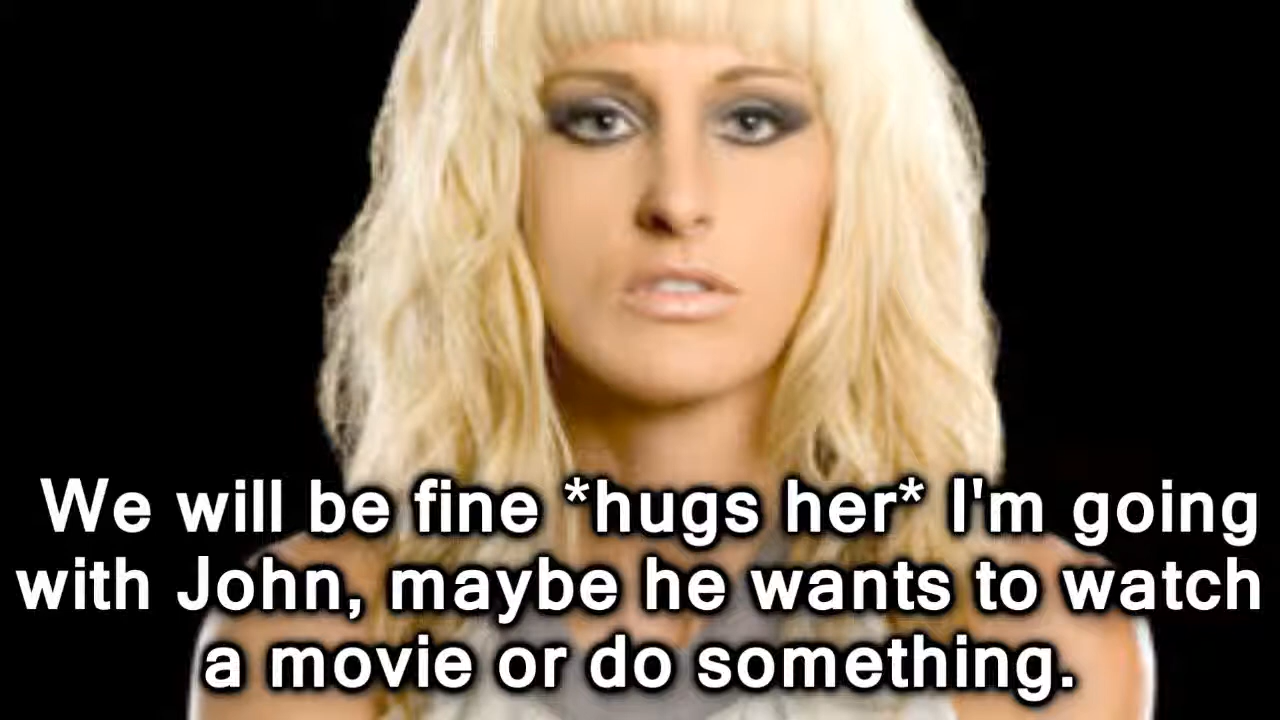 We will be fine *hugs her* I'm going
with John, maybe he wants to watch
a movie or do something.